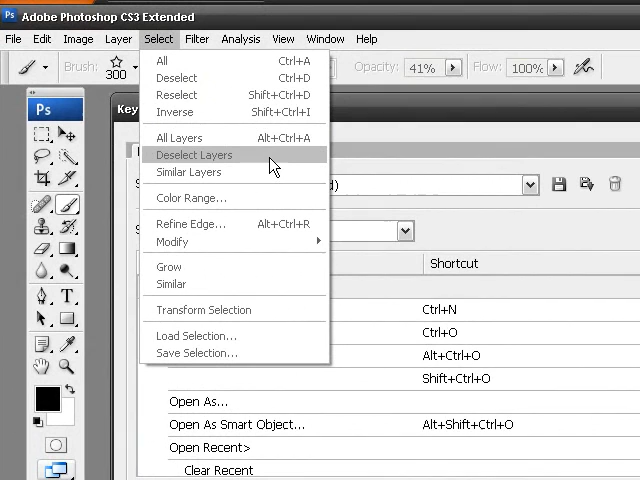 Adobe Photoshop CS3 Extended
File Edit Image Layer Select Filter Analysis View Window Help
Brush: 300 Opacity: 41% Flow: 100%
All Ctrl+A
Deselect Ctrl+D
Reselect Shift+Ctrl+D
Inverse Shift+Ctrl+I
All Layers Alt+Ctrl+A
Deselect Layers
Similar Layers
Color Range...
Refine Edge... Alt+Ctrl+R
Modify
Grow
Similar
Transform Selection
Load Selection...
Save Selection...
Ps
Key
Shortcut
Ctrl+N
Ctrl+O
Alt+Ctrl+O
Shift+Ctrl+O
Open As...
Open As Smart Object... Alt+Shift+Ctrl+O
Open Recent>
Clear Recent